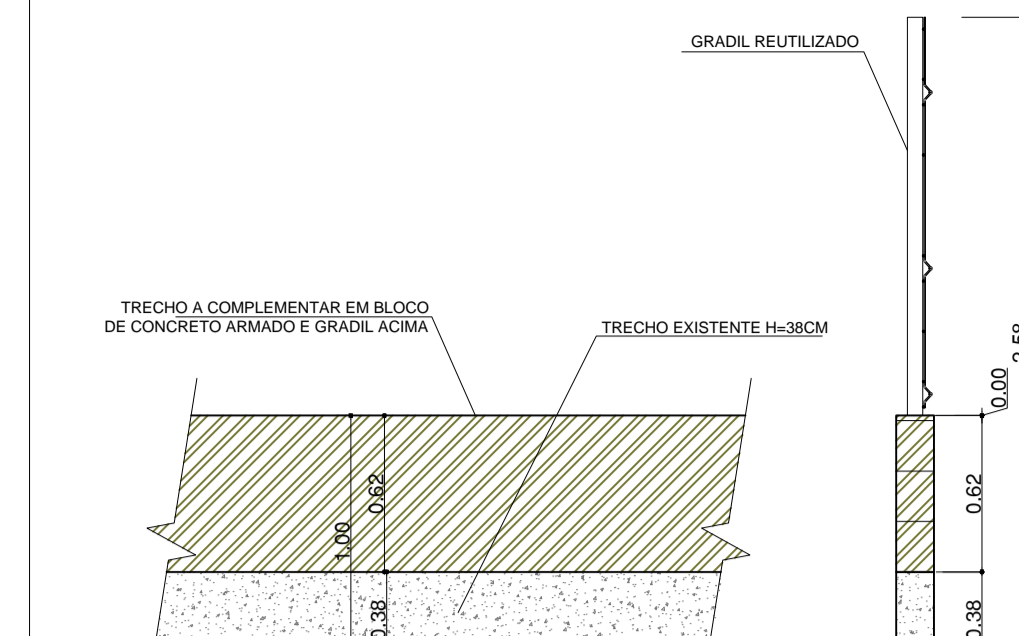 GRADIL REUTILIZADO
TRECHO A COMPLEMENTAR EM BLOCO
DE CONCRETO ARMADO E GRADIL ACIMA
TRECHO EXISTENTE H=38CM
0.00
0.62
0.62
1.00
0.38
0.38